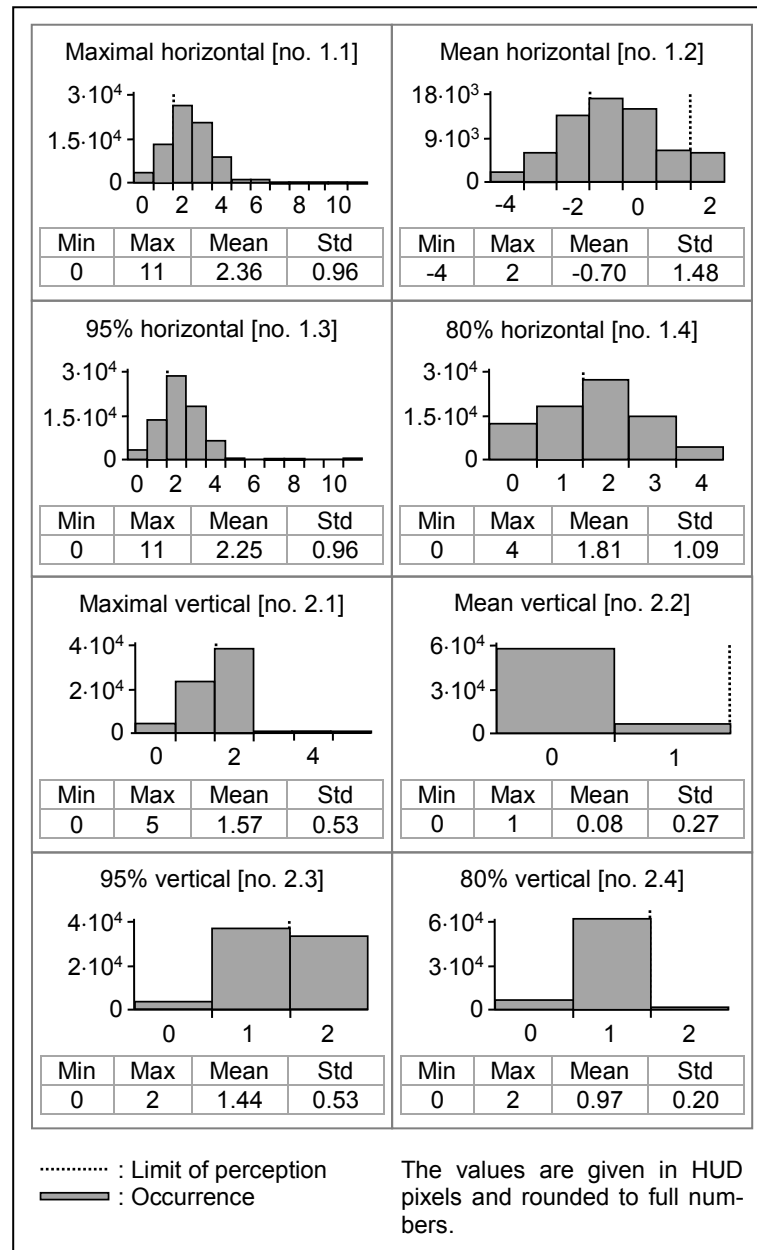 Maximal horizontal [no. 1.1]
3·10⁴
1.5·10⁴
0
0 2 4 6 8 10
Min Max Mean Std
0 11 2.36 0.96
Mean horizontal [no. 1.2]
18·10³
9·10³
0
-4 -2 0 2
Min Max Mean Std
-4 2 -0.70 1.48
95% horizontal [no. 1.3]
3·10⁴
1.5·10⁴
0
0 2 4 6 8 10
Min Max Mean Std
0 11 2.25 0.96
80% horizontal [no. 1.4]
3·10⁴
1.5·10⁴
0
0 1 2 3 4
Min Max Mean Std
0 4 1.81 1.09
Maximal vertical [no. 2.1]
4·10⁴
2·10⁴
0
0 2 4
Min Max Mean Std
0 5 1.57 0.53
Mean vertical [no. 2.2]
6·10⁴
3·10⁴
0
0 1
Min Max Mean Std
0 1 0.08 0.27
95% vertical [no. 2.3]
4·10⁴
2·10⁴
0
0 1 2
Min Max Mean Std
0 2 1.44 0.53
80% vertical [no. 2.4]
6·10⁴
3·10⁴
0
0 1 2
Min Max Mean Std
0 2 0.97 0.20
: Limit of perception
: Occurrence
The values are given in HUD
pixels and rounded to full num-
bers.